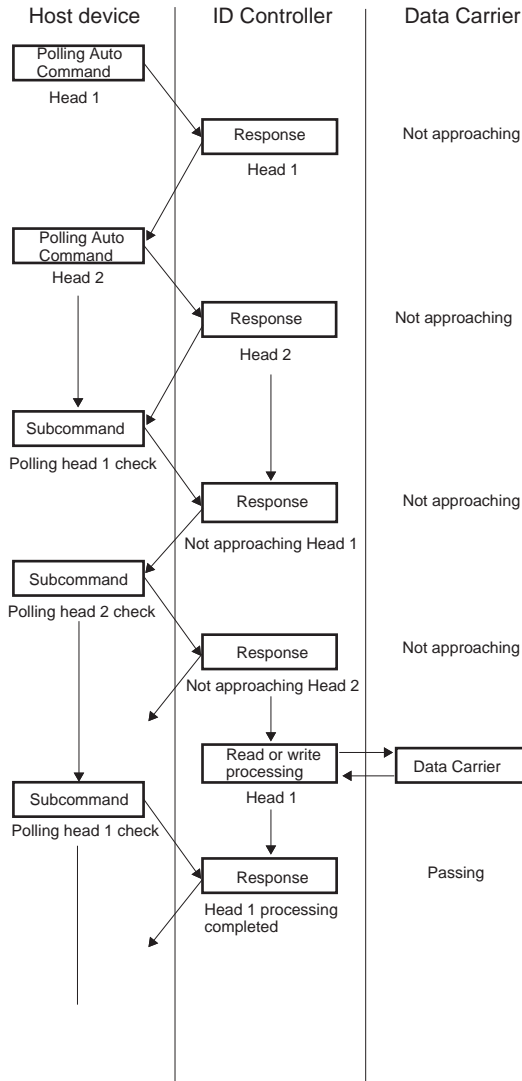 Host device
ID Controller
Data Carrier
Polling Auto
Command
Head 1
Response
Not approaching
Head 1
Polling Auto
Command
Head 2
Response
Not approaching
Head 2
Subcommand
Polling head 1 check
Response
Not approaching
Not approaching Head 1
Subcommand
Polling head 2 check
Response
Not approaching
Not approaching Head 2
Read or write
processing
Data Carrier
Head 1
Subcommand
Polling head 1 check
Response
Passing
Head 1 processing
completed